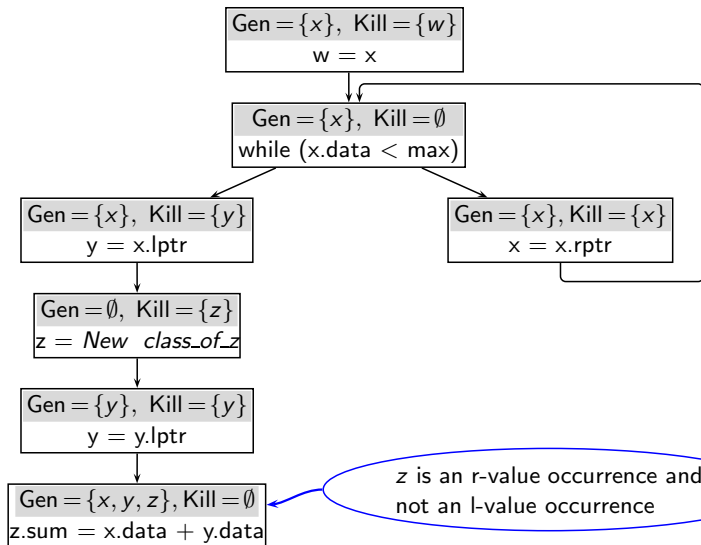 Gen = {x}, Kill = {w}
w = x
Gen = {x}, Kill = ∅
while (x.data < max)
Gen = {x}, Kill = {y}
y = x.lptr
Gen = {x}, Kill = {x}
x = x.rptr
Gen = ∅, Kill = {z}
z = New class_of_z
Gen = {y}, Kill = {y}
y = y.lptr
Gen = {x, y, z}, Kill = ∅
z.sum = x.data + y.data
z is an r-value occurrence and
not an l-value occurrence